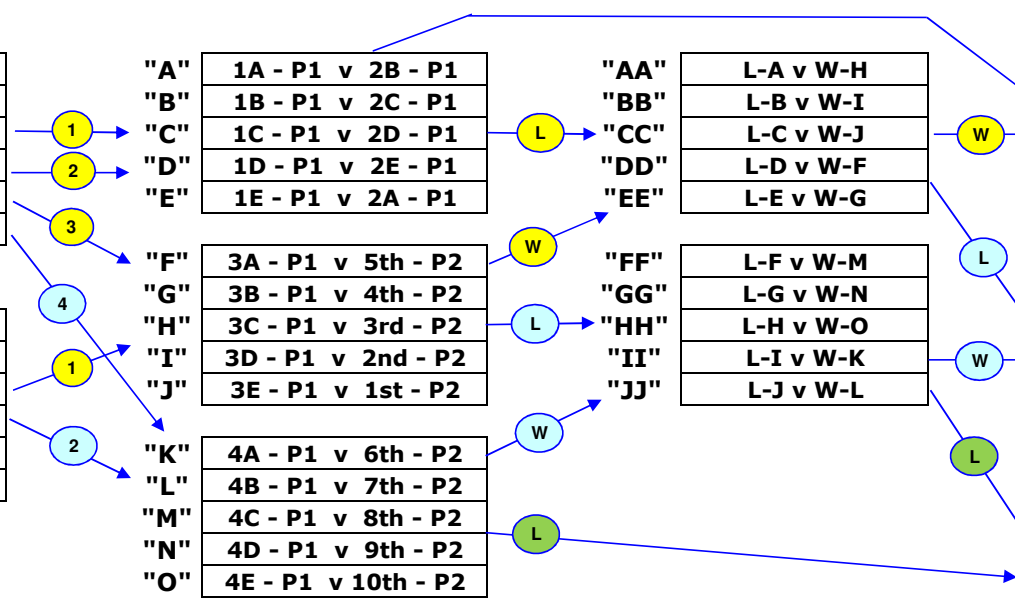 "A" 1A - P1 v 2B - P1 "AA" L-A v W-H
"B" 1B - P1 v 2C - P1 "BB" L-B v W-I
1 "C" 1C - P1 v 2D - P1 L "CC" L-C v W-J W
2 "D" 1D - P1 v 2E - P1 "DD" L-D v W-F
"E" 1E - P1 v 2A - P1 "EE" L-E v W-G
3 W L
"F" 3A - P1 v 5th - P2 "FF" L-F v W-M
"G" 3B - P1 v 4th - P2 "GG" L-G v W-N
4 "H" 3C - P1 v 3rd - P2 L "HH" L-H v W-O
1 "I" 3D - P1 v 2nd - P2 "II" L-I v W-K W
"J" 3E - P1 v 1st - P2 "JJ" L-J v W-L
2 W L
"K" 4A - P1 v 6th - P2
"L" 4B - P1 v 7th - P2
"M" 4C - P1 v 8th - P2 L
"N" 4D - P1 v 9th - P2
"O" 4E - P1 v 10th - P2